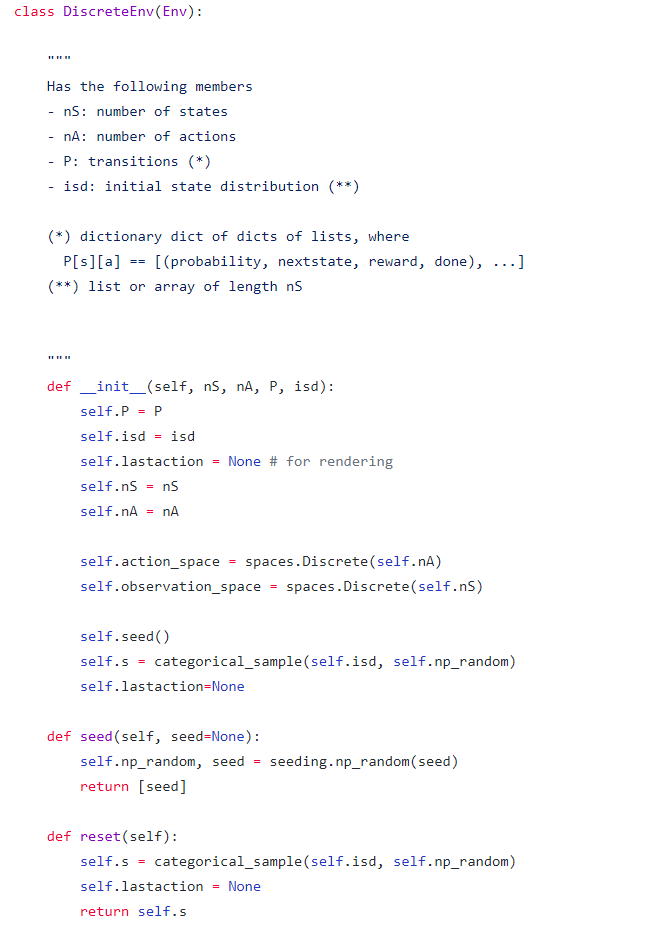 class DiscreteEnv(Env):
    """
    Has the following members
    - nS: number of states
    - nA: number of actions
    - P: transitions (*)
    - isd: initial state distribution (**)
    (*) dictionary dict of dicts of lists, where
      P[s][a] == [(probability, nextstate, reward, done), ...]
    (**) list or array of length nS
    """
    def __init__(self, nS, nA, P, isd):
        self.P = P
        self.isd = isd
        self.lastaction = None # for rendering
        self.nS = nS
        self.nA = nA
        self.action_space = spaces.Discrete(self.nA)
        self.observation_space = spaces.Discrete(self.nS)
        self.seed()
        self.s = categorical_sample(self.isd, self.np_random)
        self.lastaction=None
    def seed(self, seed=None):
        self.np_random, seed = seeding.np_random(seed)
        return [seed]
    def reset(self):
        self.s = categorical_sample(self.isd, self.np_random)
        self.lastaction = None
        return self.s